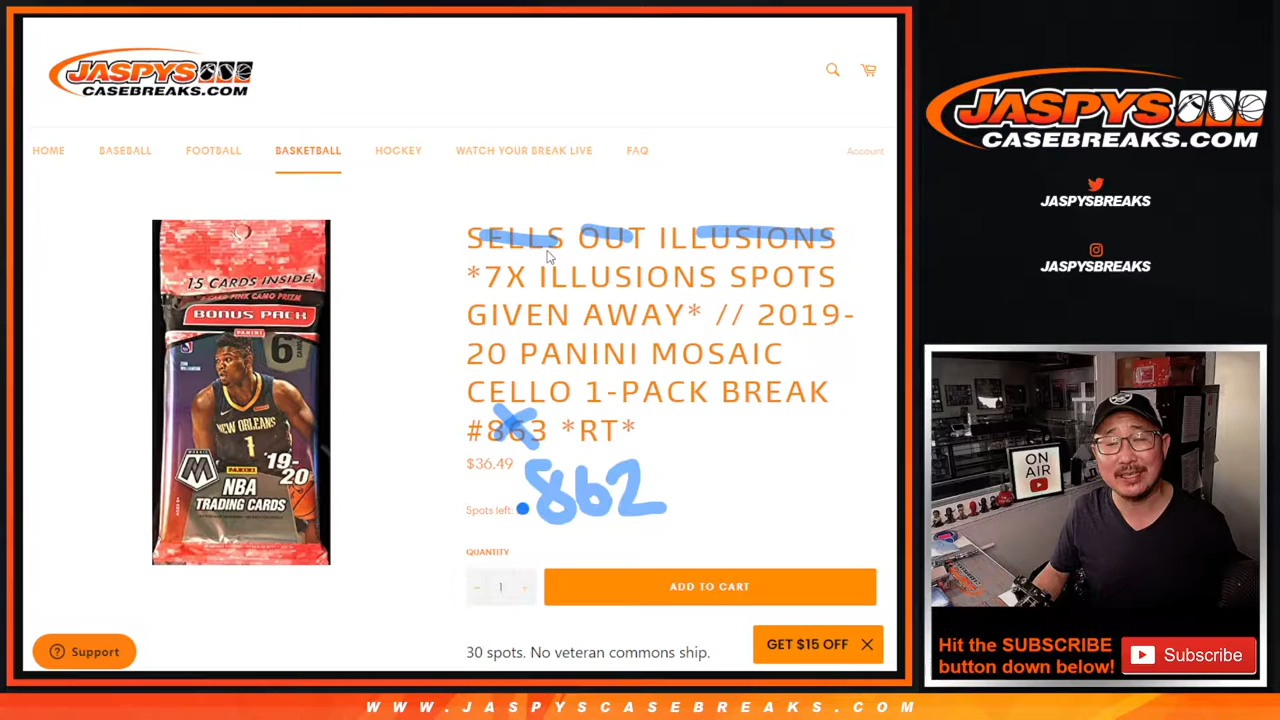 JASPYS
CASEBREAKS.COM
HOME BASEBALL FOOTBALL BASKETBALL HOCKEY WATCH YOUR BREAK LIVE FAQ Account
15 CARDS INSIDE!
BONUS PACK
PANINI
6
NEW ORLEANS
1
MOSAIC
PANINI
'19-
20
NBA
TRADING CARDS
SELLS OUT ILLUSIONS
*7X ILLUSIONS SPOTS
GIVEN AWAY* // 2019-
20 PANINI MOSAIC
CELLO 1-PACK BREAK
#863 *RT*
$36.49
862
Spots left:
QUANTITY
− 1 +
ADD TO CART
30 spots. No veteran commons ship.
Support
GET $15 OFF
JASPYS
CASEBREAKS.COM
JASPYSBREAKS
JASPYSBREAKS
ON
AIR
Hit the SUBSCRIBE
button down below!
Subscribe
WWW.JASPYSCASEBREAKS.COM